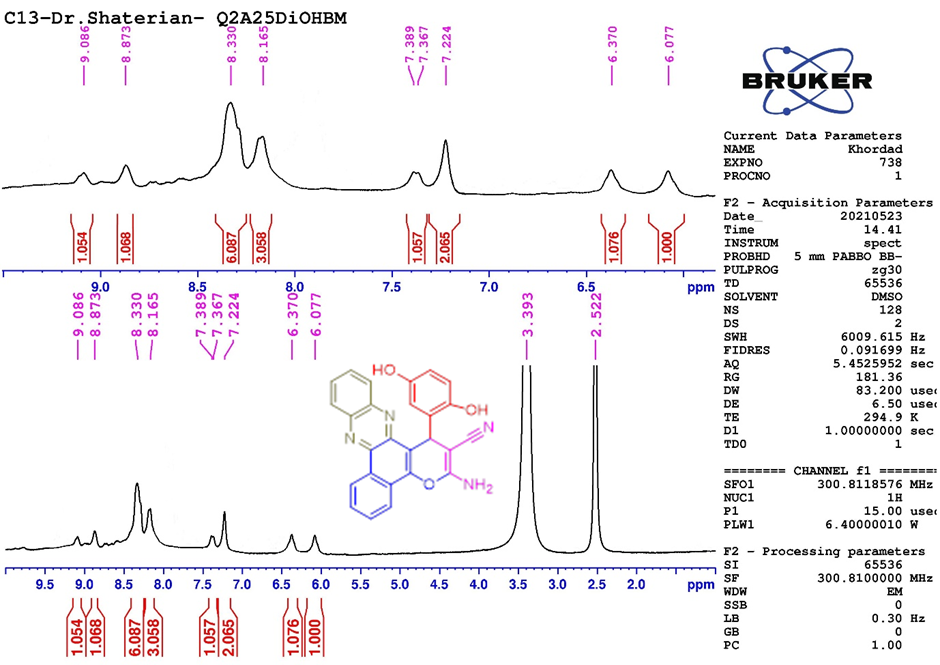 C13-Dr.Shaterian- Q2A25DiOHBM
9.086
8.873
8.330
8.165
7.389
7.367
7.224
6.370
6.077
1.054
1.068
6.087
3.058
1.057
2.065
1.076
1.000
9.0 8.5 8.0 7.5 7.0 6.5 ppm
9.086
8.873
8.330
8.165
7.389
7.367
7.224
6.370
6.077
3.393
2.522
HO
OH
N
N
N
O
NH2
9.5 9.0 8.5 8.0 7.5 7.0 6.5 6.0 5.5 5.0 4.5 4.0 3.5 3.0 2.5 2.0 ppm
1.054
1.068
6.087
3.058
1.057
2.065
1.076
1.000
BRUKER
Current Data Parameters
NAME Khordad
EXPNO 738
PROCNO 1
F2 - Acquisition Parameters
Date_ 20210523
Time 14.41
INSTRUM spect
PROBHD 5 mm PABBO BB-
PULPROG zg30
TD 65536
SOLVENT DMSO
NS 128
DS 2
SWH 6009.615 Hz
FIDRES 0.091699 Hz
AQ 5.4525952 sec
RG 181.36
DW 83.200 usec
DE 6.50 usec
TE 294.9 K
D1 1.00000000 sec
TD0 1
======== CHANNEL f1 ========
SFO1 300.8118576 MHz
NUC1 1H
P1 15.00 usec
PLW1 6.40000010 W
F2 - Processing parameters
SI 65536
SF 300.8100000 MHz
WDW EM
SSB 0
LB 0.30 Hz
GB 0
PC 1.00